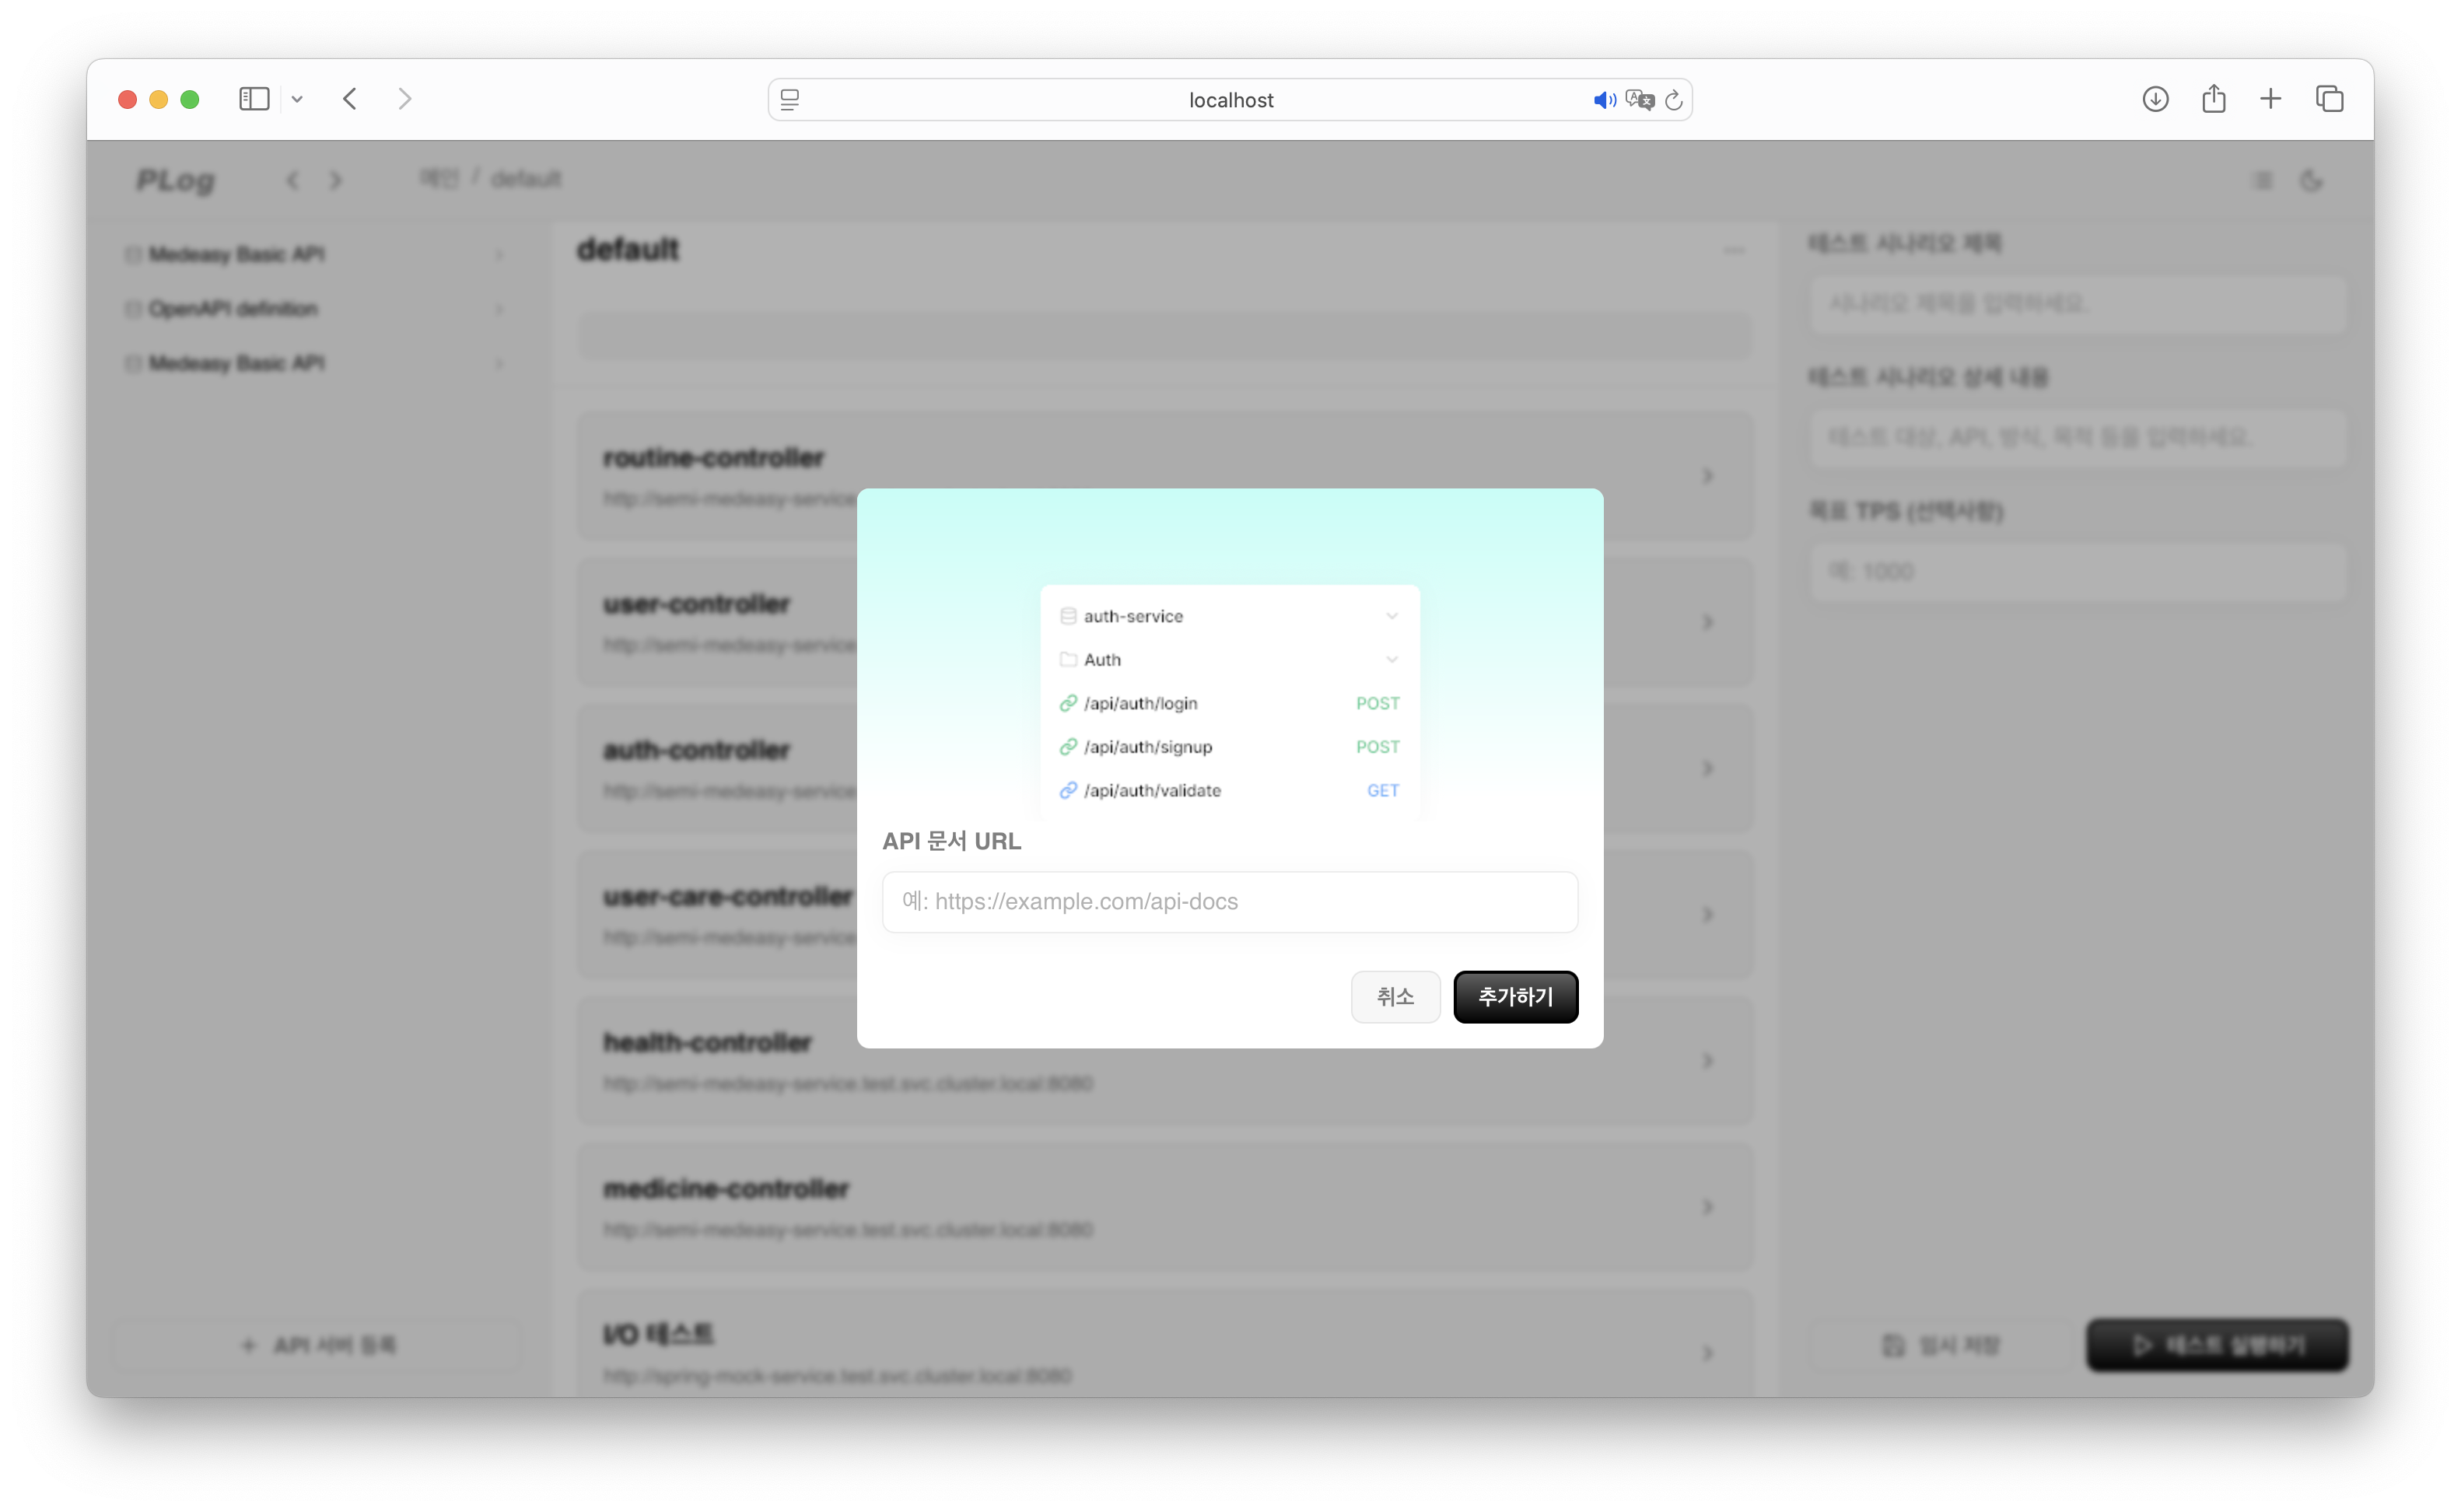 localhost
PLog
메인 / default
Medeasy Basic API
OpenAPI definition
Medeasy Basic API
+ API 서버 등록
default
routine-controller
http://semi-medeasy-service.
user-controller
http://semi-medeasy-service.
auth-controller
http://semi-medeasy-service.
user-care-controller
http://semi-medeasy-service.
health-controller
http://semi-medeasy-service.test.svc.cluster.local:8080
medicine-controller
http://semi-medeasy-service.test.svc.cluster.local:8080
I/O 테스트
http://spring-mock-service.test.svc.cluster.local:8080
auth-service
Auth
/api/auth/login POST
/api/auth/signup POST
/api/auth/validate GET
API 문서 URL
예: https://example.com/api-docs
취소
추가하기
테스트 시나리오 제목
시나리오 제목을 입력하세요.
테스트 시나리오 상세 내용
테스트 대상, API, 방식, 목적 등을 입력하세요.
목표 TPS (선택사항)
예: 1000
임시 저장
테스트 실행하기